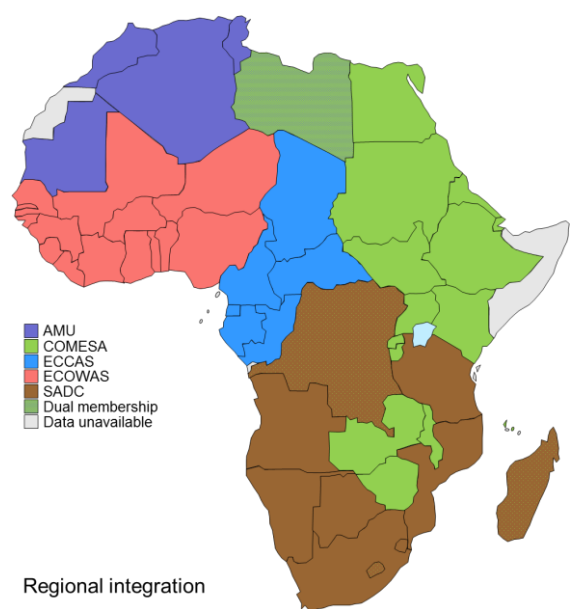 AMU
COMESA
ECCAS
ECOWAS
SADC
Dual membership
Data unavailable
Regional integration